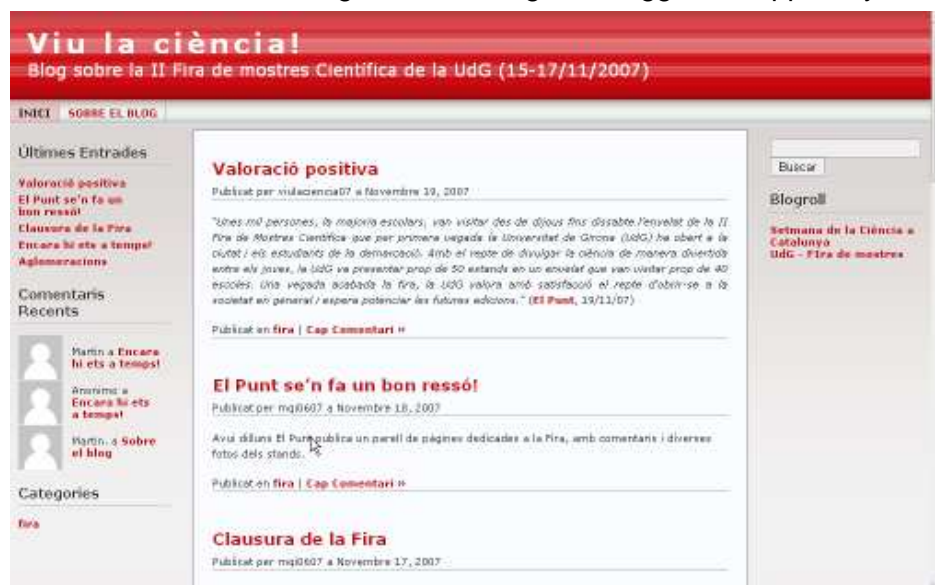 Viu la ciència!
Blog sobre la II Fira de mostres Científica de la UdG (15-17/11/2007)
INICI
SOBRE EL BLOG
Últimes Entrades
Valoració positiva
El Punt se'n fa un
bon ressó!
Clausura de la Fira
Encara hi ets a temps!
Aglomeracions
Comentaris
Recents
Martin a Encara
hi ets a temps!
Anonimo a
Encara hi ets
a temps!
Martin. a Sobre
el blog
Categories
fira
Valoració positiva
Publicat per viulaciencia07 a Novembre 19, 2007
"Unes mil persones, la majoria escolars, van visitar des de dijous fins dissabte l'envelat de la II
Fira de Mostres Científica que per primera vegada la Universitat de Girona (UdG) ha obert a la
ciutat i els estudiants de la demarcació. Amb el repte de divulgar la ciència de manera divertida
entre els joves, la UdG va presentar prop de 50 estands en un envelat que van visitar prop de 40
escoles. Una vegada acabada la fira, la UdG valora amb satisfacció el repte d'obrir-se a la
societat en general i espera potenciar les futures edicions." (El Punt, 19/11/07)
Publicat en fira | Cap Comentari »
El Punt se'n fa un bon ressó!
Publicat per mqi0607 a Novembre 18, 2007
Avui dilluns El Punt publica un parell de pàgines dedicades a la Fira, amb comentaris i diverses
fotos dels stands.
Publicat en fira | Cap Comentari »
Clausura de la Fira
Publicat per mqi0607 a Novembre 17, 2007
Buscar
Blogroll
Setmana de la Ciència a
Catalunya
UdG - FIra de mostres